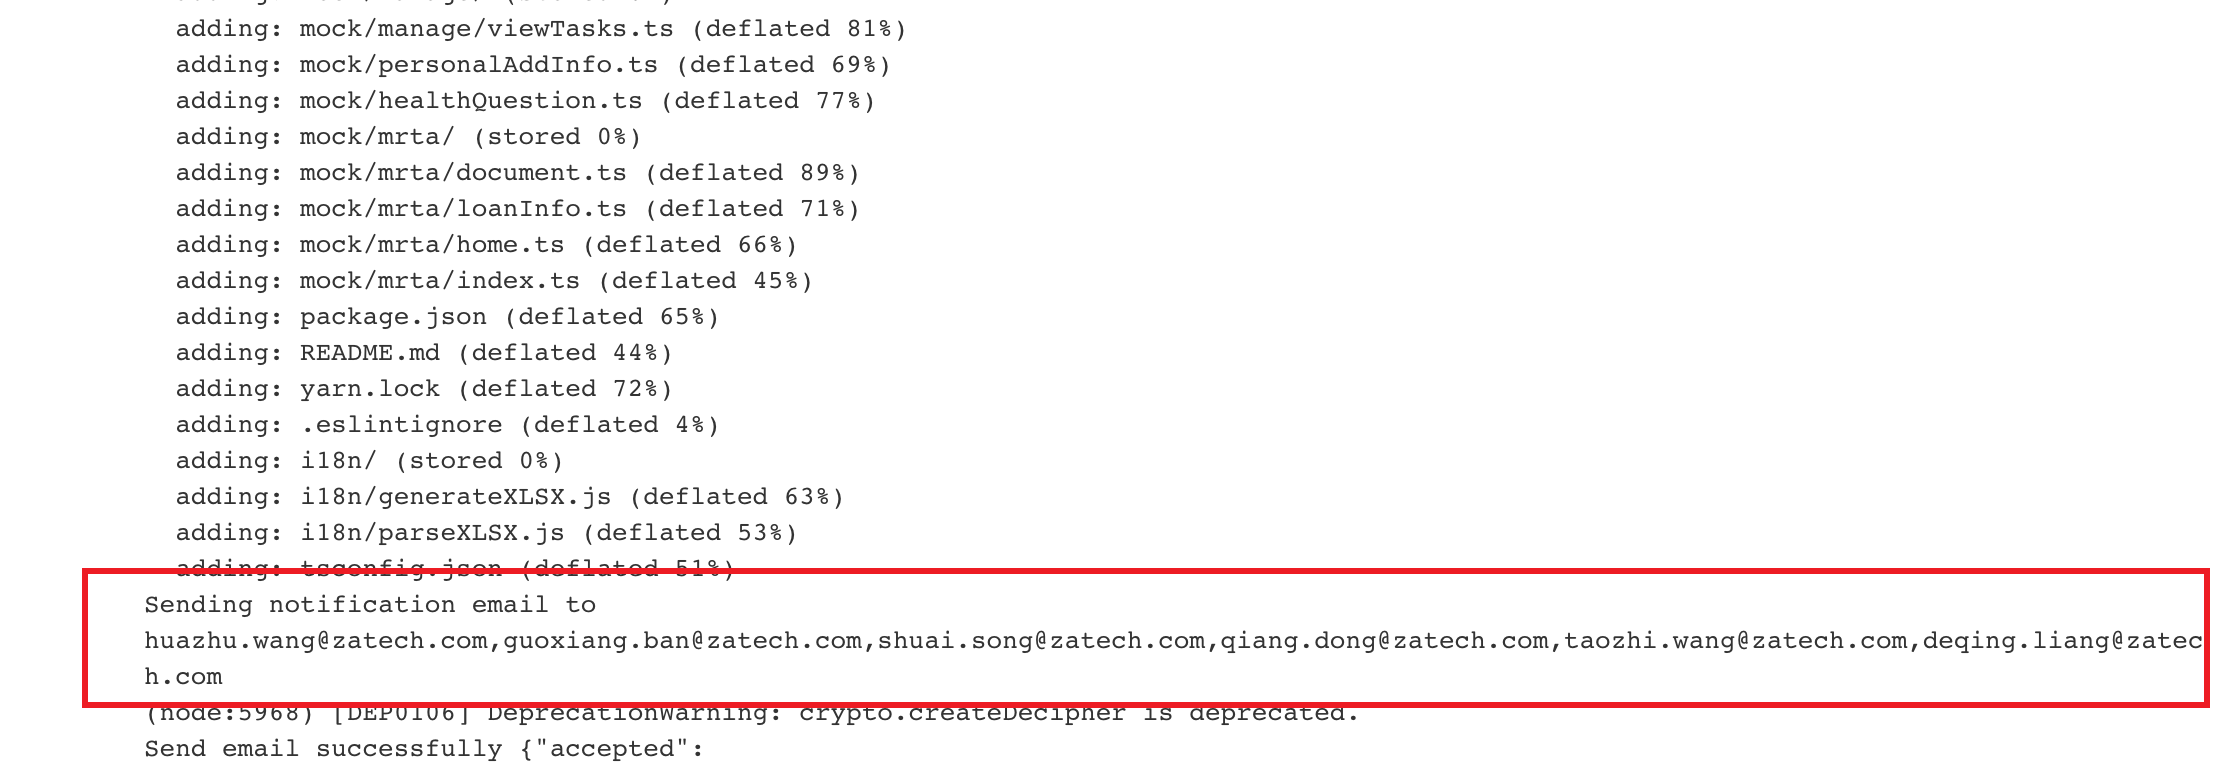 adding: mock/manage/viewTasks.ts (deflated 81%)
adding: mock/personalAddInfo.ts (deflated 69%)
adding: mock/healthQuestion.ts (deflated 77%)
adding: mock/mrta/ (stored 0%)
adding: mock/mrta/document.ts (deflated 89%)
adding: mock/mrta/loanInfo.ts (deflated 71%)
adding: mock/mrta/home.ts (deflated 66%)
adding: mock/mrta/index.ts (deflated 45%)
adding: package.json (deflated 65%)
adding: README.md (deflated 44%)
adding: yarn.lock (deflated 72%)
adding: .eslintignore (deflated 4%)
adding: i18n/ (stored 0%)
adding: i18n/generateXLSX.js (deflated 63%)
adding: i18n/parseXLSX.js (deflated 53%)
adding: tsconfig.json (deflated 51%)
Sending notification email to
huazhu.wang@zatech.com,guoxiang.ban@zatech.com,shuai.song@zatech.com,qiang.dong@zatech.com,taozhi.wang@zatech.com,deqing.liang@zatec
h.com
(node:5968) [DEP0106] DeprecationWarning: crypto.createDecipher is deprecated.
Send email successfully {"accepted":